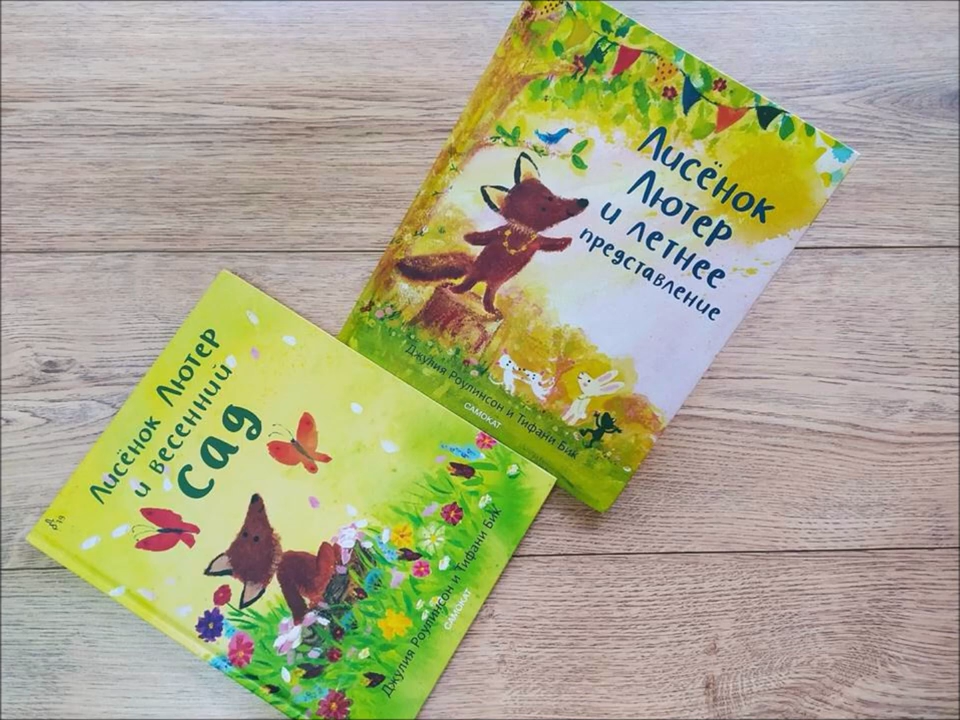 Лисёнок
Лютер
и летнее
представление
Джулия Роулинсон и Тифани Бик
САМОКАТ
Лисёнок Лютер
и весенний
сад
Джулия Роулинсон и Тифани Бик
САМОКАТ